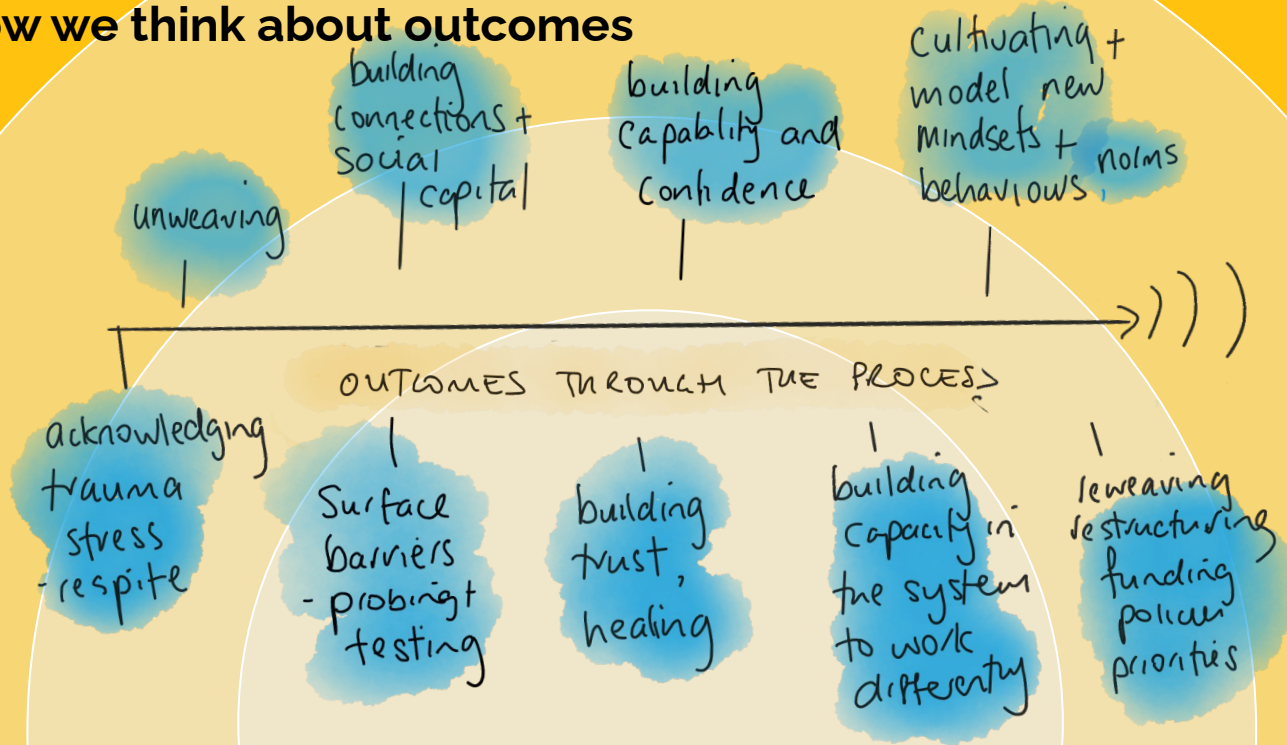 ow we think about outcomes
unweaving
building
connections +
social
capital
building
capability and
confidence
Cultivating +
model new
mindsets + norms
behaviours,
OUTCOMES THROUGH THE PROCESS
acknowledging
trauma
stress
- respite
Surface
barriers
- probing +
testing
building
trust,
healing
building
capacity in
the system
to work
differently
reweaving
restructuring
funding
policies
priorities